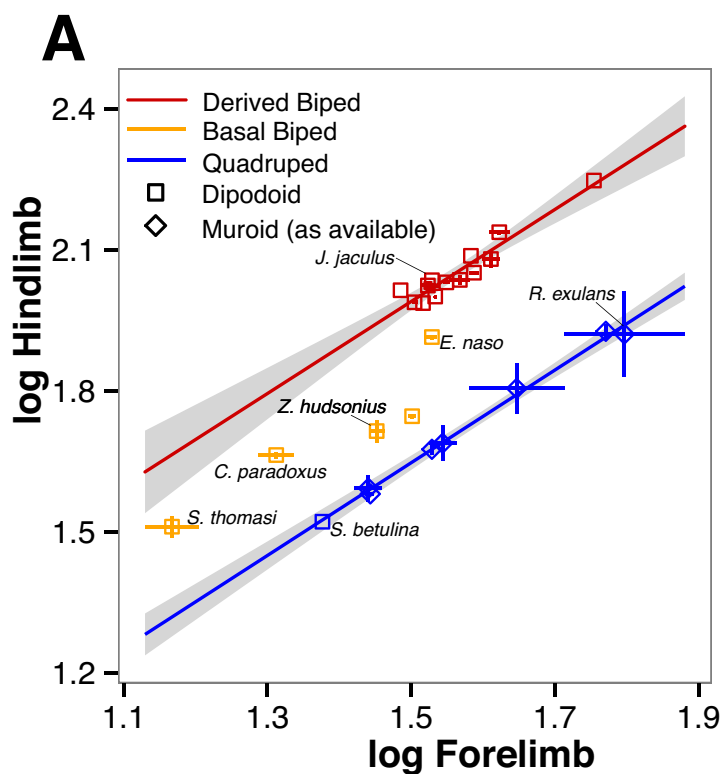 A
2.4
2.1
1.8
1.5
1.2
log Hindlimb
Derived Biped
Basal Biped
Quadruped
Dipodoid
Muroid (as available)
J. jaculus
R. exulans
E. naso
Z. hudsonius
C. paradoxus
S. thomasi
S. betulina
1.1
1.3
1.5
1.7
1.9
log Forelimb